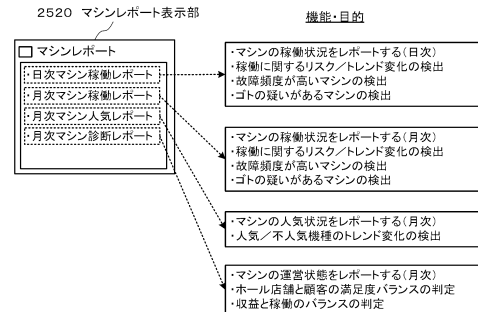 2520 マシンレポート表示部
機能・目的
マシンレポート
・日次マシン稼働レポート
・月次マシン稼働レポート
・月次マシン人気レポート
・月次マシン診断レポート
・マシンの稼働状況をレポートする(日次)
・稼働に関するリスク／トレンド変化の検出
・故障頻度が高いマシンの検出
・ゴトの疑いがあるマシンの検出
・マシンの稼働状況をレポートする(月次)
・稼働に関するリスク／トレンド変化の検出
・故障頻度が高いマシンの検出
・ゴトの疑いがあるマシンの検出
・マシンの人気状況をレポートする(月次)
・人気／不人気機種のトレンド変化の検出
・マシンの運営状態をレポートする(月次)
・ホール店舗と顧客の満足度バランスの判定
・収益と稼働のバランスの判定